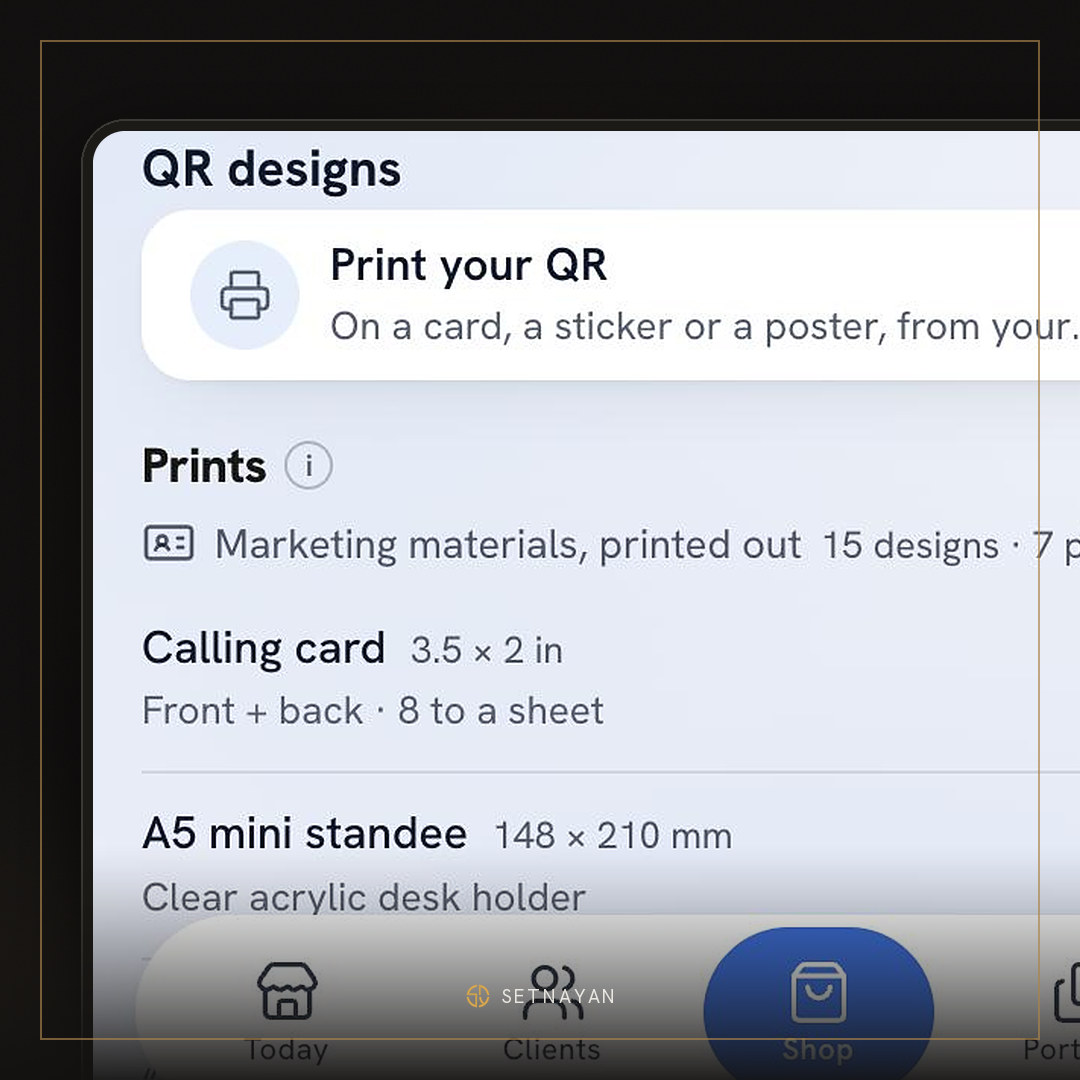 QR designs
Print your QR
On a card, a sticker or a poster, from your.
Prints i
Marketing materials, printed out 15 designs · 7 p
Calling card 3.5 × 2 in
Front + back · 8 to a sheet
A5 mini standee 148 × 210 mm
Clear acrylic desk holder
SETNAYAN
Today Clients Shop Port